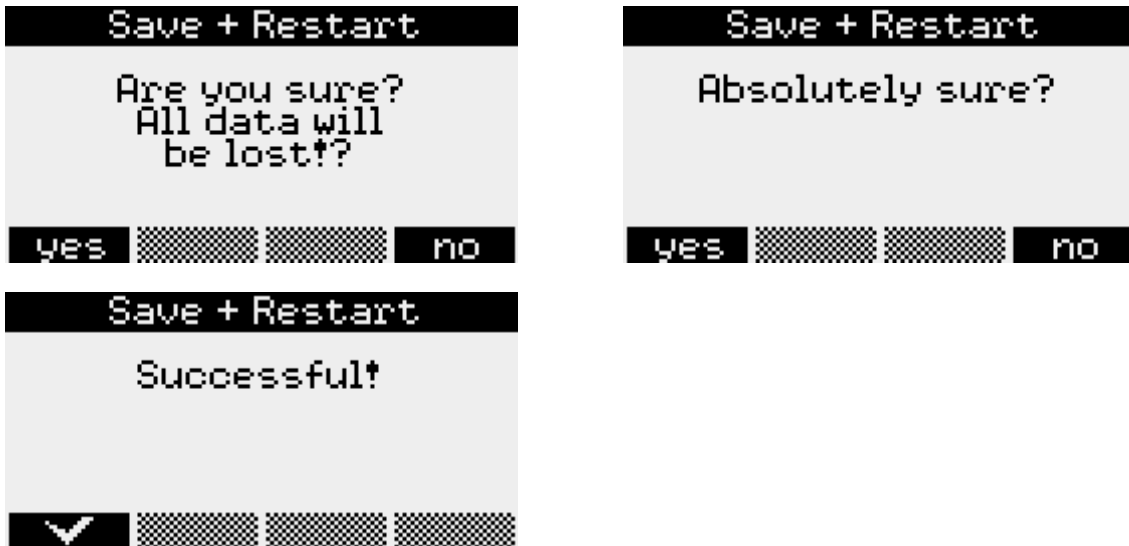 Save + Restart
Are you sure?
All data will
be lost!?
yes no
Save + Restart
Absolutely sure?
yes no
Save + Restart
Successful!